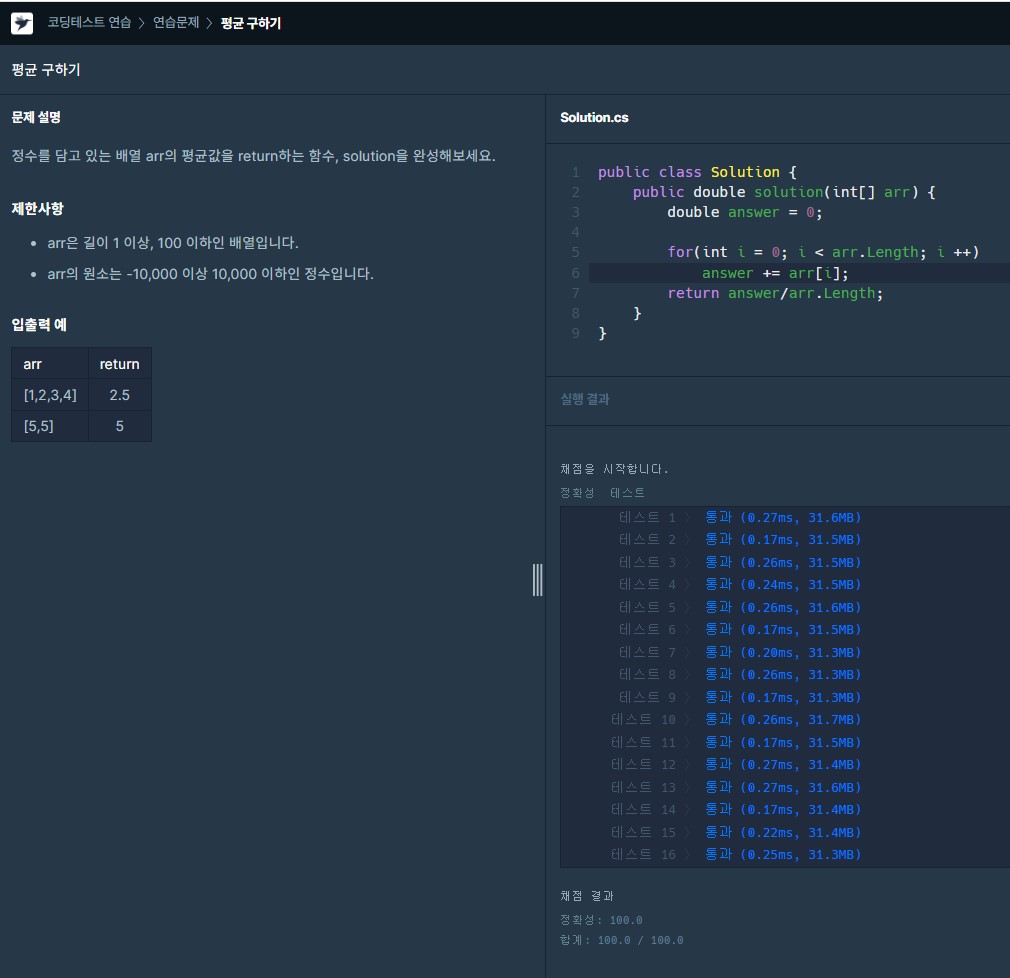 코딩테스트 연습 > 연습문제 > 평균 구하기
평균 구하기
문제 설명
정수를 담고 있는 배열 arr의 평균값을 return하는 함수, solution을 완성해보세요.
제한사항
• arr은 길이 1 이상, 100 이하인 배열입니다.
• arr의 원소는 -10,000 이상 10,000 이하인 정수입니다.
입출력 예
arr return
[1,2,3,4] 2.5
[5,5] 5
Solution.cs
1 public class Solution {
2     public double solution(int[] arr) {
3         double answer = 0;
4
5         for(int i = 0; i < arr.Length; i ++)
6             answer += arr[i];
7         return answer/arr.Length;
8     }
9 }
실행 결과
채점을 시작합니다.
정확성 테스트
테스트 1 > 통과 (0.27ms, 31.6MB)
테스트 2 > 통과 (0.17ms, 31.5MB)
테스트 3 > 통과 (0.26ms, 31.5MB)
테스트 4 > 통과 (0.24ms, 31.5MB)
테스트 5 > 통과 (0.26ms, 31.6MB)
테스트 6 > 통과 (0.17ms, 31.5MB)
테스트 7 > 통과 (0.20ms, 31.3MB)
테스트 8 > 통과 (0.26ms, 31.3MB)
테스트 9 > 통과 (0.17ms, 31.3MB)
테스트 10 > 통과 (0.26ms, 31.7MB)
테스트 11 > 통과 (0.17ms, 31.5MB)
테스트 12 > 통과 (0.27ms, 31.4MB)
테스트 13 > 통과 (0.27ms, 31.6MB)
테스트 14 > 통과 (0.17ms, 31.4MB)
테스트 15 > 통과 (0.22ms, 31.4MB)
테스트 16 > 통과 (0.25ms, 31.3MB)
채점 결과
정확성: 100.0
합계: 100.0 / 100.0